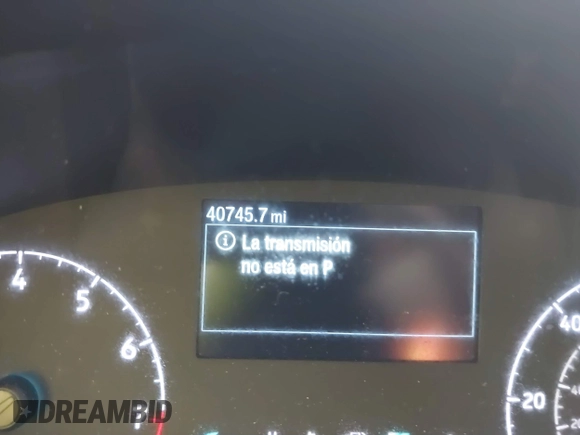 40745.7 mi
La transmisión
no está en P
4
5
6
40
20
DREAMBID